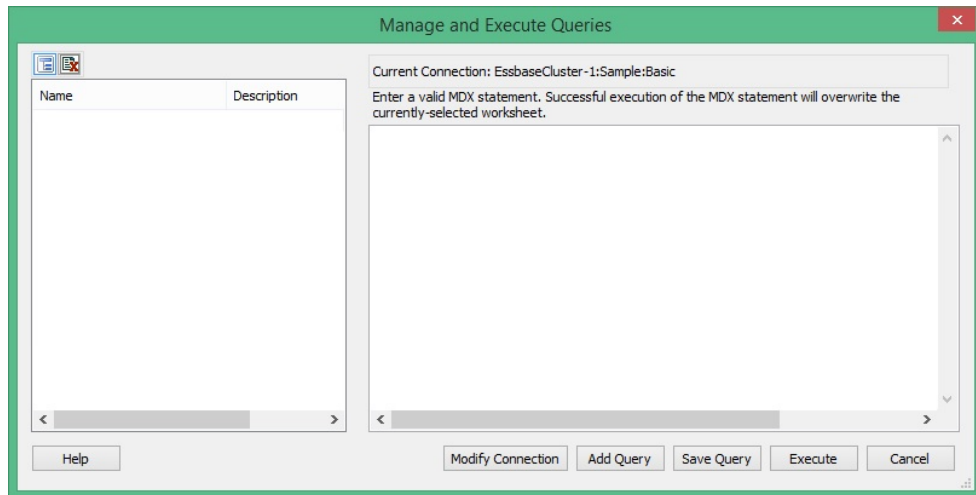 Manage and Execute Queries
Name Description
Current Connection: EssbaseCluster-1:Sample:Basic
Enter a valid MDX statement. Successful execution of the MDX statement will overwrite the
currently-selected worksheet.
Help Modify Connection Add Query Save Query Execute Cancel